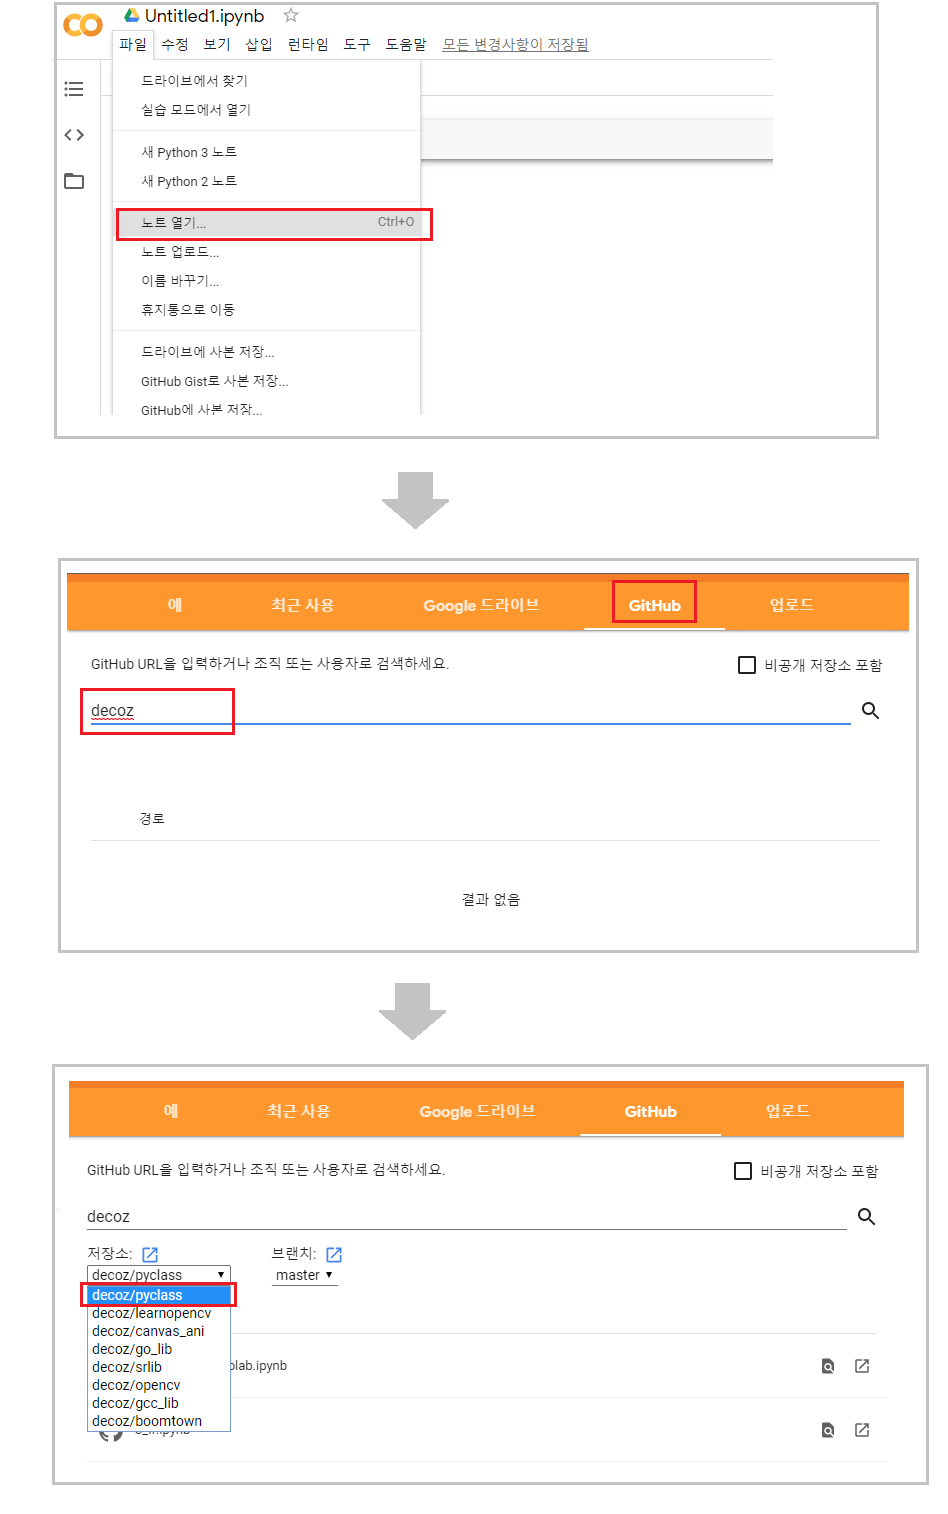 Untitled1.ipynb
파일 수정 보기 삽입 런타임 도구 도움말 모든 변경사항이 저장됨
드라이브에서 찾기
실습 모드에서 열기
새 Python 3 노트
새 Python 2 노트
노트 열기... Ctrl+O
노트 업로드...
이름 바꾸기...
휴지통으로 이동
드라이브에 사본 저장...
GitHub Gist로 사본 저장...
GitHub에 사본 저장...
예 최근 사용 Google 드라이브 GitHub 업로드
GitHub URL을 입력하거나 조직 또는 사용자로 검색하세요. 비공개 저장소 포함
decoz
경로
결과 없음
예 최근 사용 Google 드라이브 GitHub 업로드
GitHub URL을 입력하거나 조직 또는 사용자로 검색하세요. 비공개 저장소 포함
decoz
저장소: 브랜치:
decoz/pyclass master
decoz/pyclass
decoz/learnopencv
decoz/canvas_ani
decoz/go_lib
decoz/srlib olab.ipynb
decoz/opencv
decoz/gcc_lib
decoz/boomtown